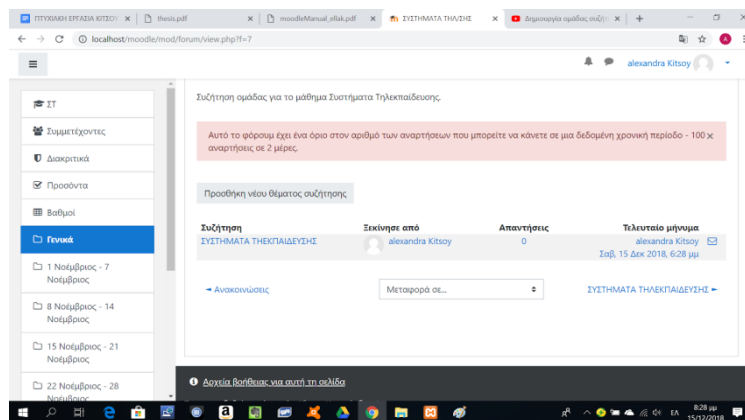 ΠΤΥΧΙΑΚΗ ΕΡΓΑΣΙΑ ΚΙΤΣΟΥ
thesis.pdf
moodleManual_ellak.pdf
ΣΥΣΤΗΜΑΤΑ ΤΗΛ/ΣΗΣ
Δημιουργία ομάδας συζήτ
localhost/moodle/mod/forum/view.php?f=7
alexandra Kitsoy
ΣΤ
Συμμετέχοντες
Διακριτικά
Προσόντα
Βαθμοί
Γενικά
1 Νοέμβριος - 7
Νοέμβριος
8 Νοέμβριος - 14
Νοέμβριος
15 Νοέμβριος - 21
Νοέμβριος
22 Νοέμβριος - 28
Νοέμβριος
Συζήτηση ομάδας για το μάθημα Συστήματα Τηλεκπαίδευσης.
Αυτό το φόρουμ έχει ένα όριο στον αριθμό των αναρτήσεων που μπορείτε να κάνετε σε μια δεδομένη χρονική περίοδο - 100
αναρτήσεις σε 2 μέρες.
Προσθήκη νέου θέματος συζήτησης
Συζήτηση Ξεκίνησε από Απαντήσεις Τελευταίο μήνυμα
ΣΥΣΤΗΜΑΤΑ ΤΗΕΚΠΑΙΔΕΥΣΗΣ alexandra Kitsoy 0 alexandra Kitsoy
Σαβ, 15 Δεκ 2018, 6:28 μμ
◄ Ανακοινώσεις Μεταφορά σε... ΣΥΣΤΗΜΑΤΑ ΤΗΛΕΚΠΑΙΔΕΥΣΗΣ ►
Αρχεία βοήθειας για αυτή τη σελίδα
ΕΛ
8:28 μμ
15/12/2018